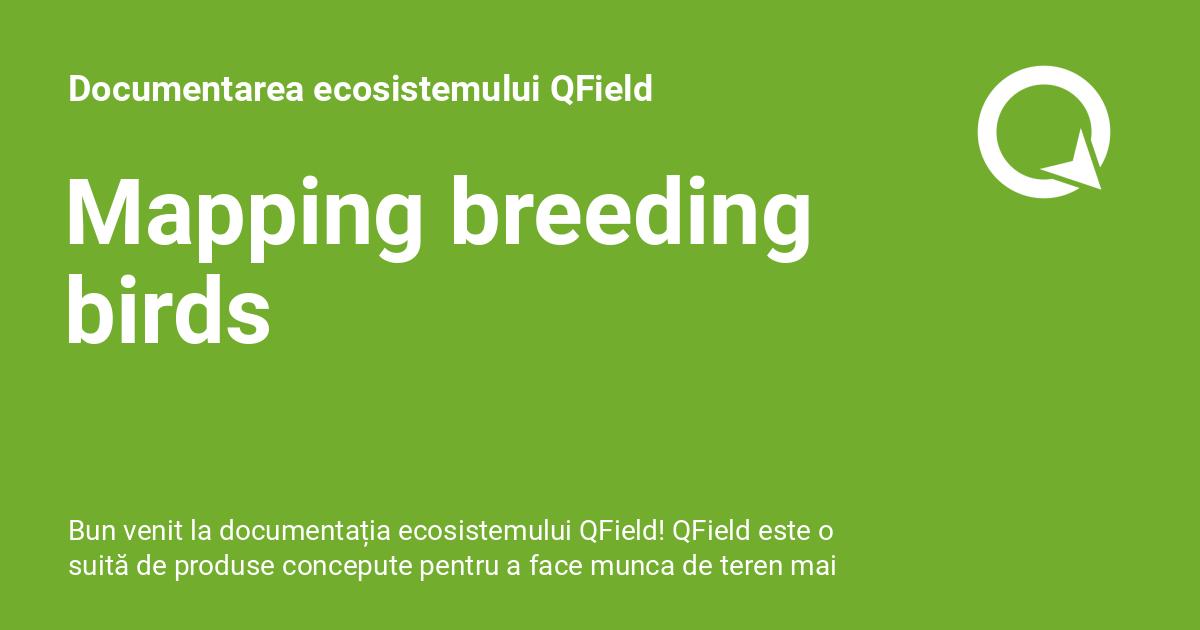 Documentarea ecosistemului QField
Mapping breeding
birds
Bun venit la documentația ecosistemului QField! QField este o
suită de produse concepute pentru a face munca de teren mai